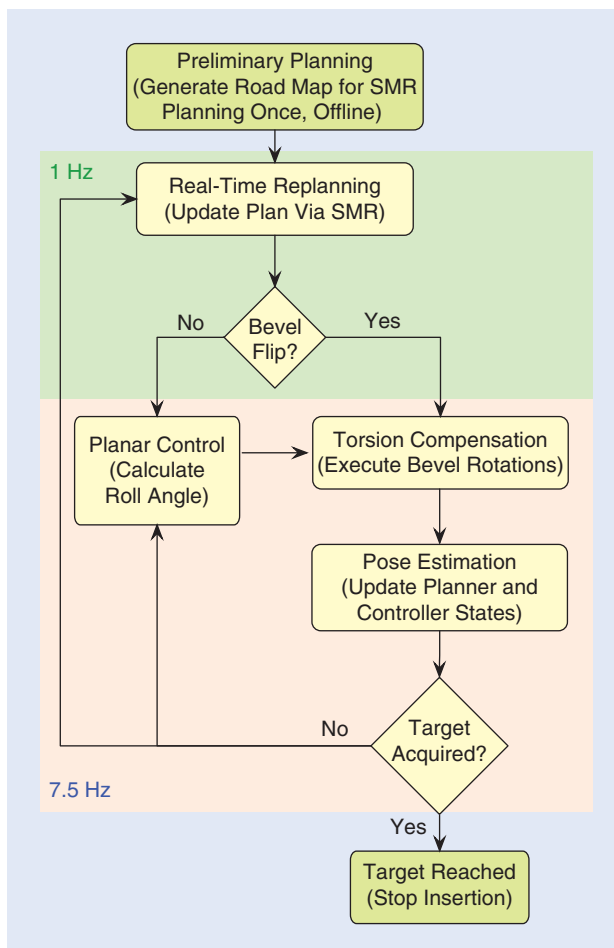 Preliminary Planning
(Generate Road Map for SMR
Planning Once, Offline)
1 Hz
Real-Time Replanning
(Update Plan Via SMR)
No
Bevel
Flip?
Yes
Planar Control
(Calculate
Roll Angle)
Torsion Compensation
(Execute Bevel Rotations)
Pose Estimation
(Update Planner and
Controller States)
No
Target
Acquired?
7.5 Hz
Yes
Target Reached
(Stop Insertion)